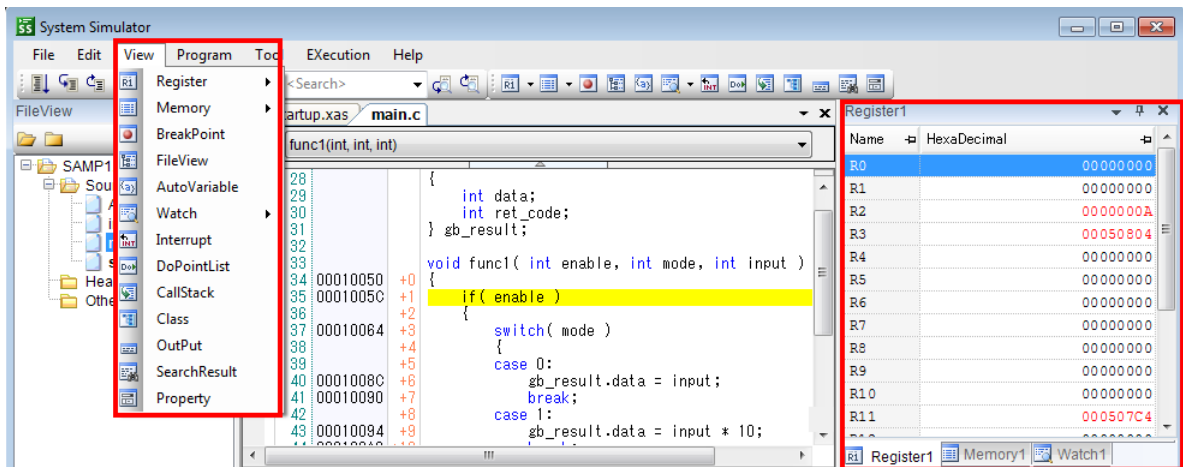 SS System Simulator
File Edit View Program Tool EXecution Help
<Search>
FileView
SAMP1
Register
Memory
BreakPoint
FileView
AutoVariable
Watch
Interrupt
DoPointList
CallStack
Class
OutPut
SearchResult
Property
artup.xas main.c
func1(int, int, int)
28 {
29 int data;
30 int ret_code;
31 } gb_result;
32
33 void func1( int enable, int mode, int input )
34 00010050 +0 {
35 0001005C +1 if( enable )
36 +2 {
37 00010064 +3 switch( mode )
38 +4 {
39 +5 case 0:
40 0001008C +6 gb_result.data = input;
41 00010090 +7 break;
42 +8 case 1:
43 00010094 +9 gb_result.data = input * 10;
Register1
Name HexaDecimal
R0 00000000
R1 00000000
R2 0000000A
R3 00050804
R4 00000000
R5 00000000
R6 00000000
R7 00000000
R8 00000000
R9 00000000
R10 00000000
R11 000507C4
Register1 Memory1 Watch1